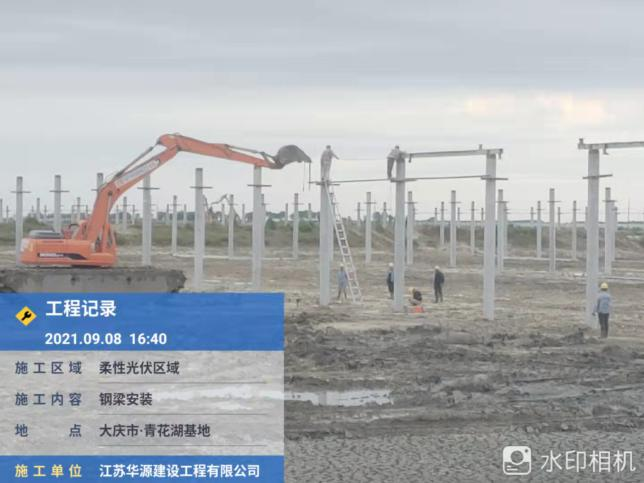 工程记录
2021.09.08 16:40
施工区域 柔性光伏区域
施工内容 钢梁安装
地点 大庆市·青花湖基地
施工单位 江苏华源建设工程有限公司
水印相机